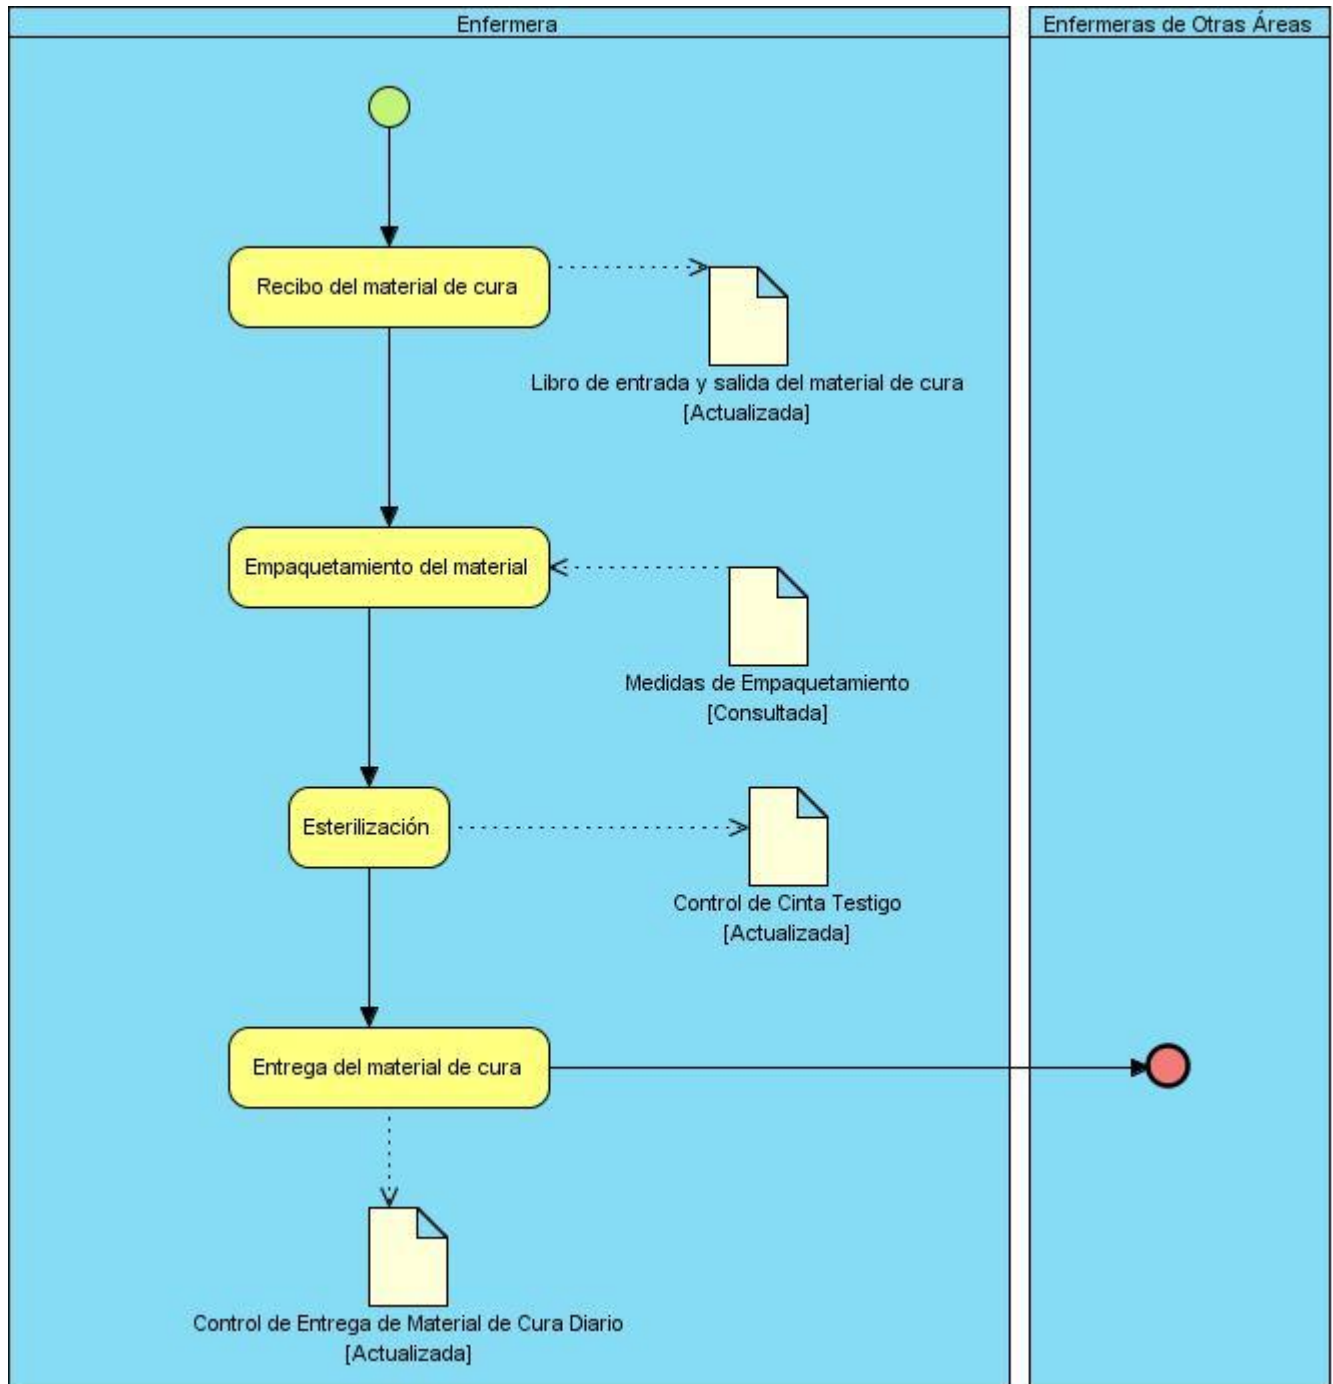 Enfermera
Enfermeras de Otras Áreas
Recibo del material de cura
Libro de entrada y salida del material de cura
[Actualizada]
Empaquetamiento del material
Medidas de Empaquetamiento
[Consultada]
Esterilización
Control de Cinta Testigo
[Actualizada]
Entrega del material de cura
Control de Entrega de Material de Cura Diario
[Actualizada]